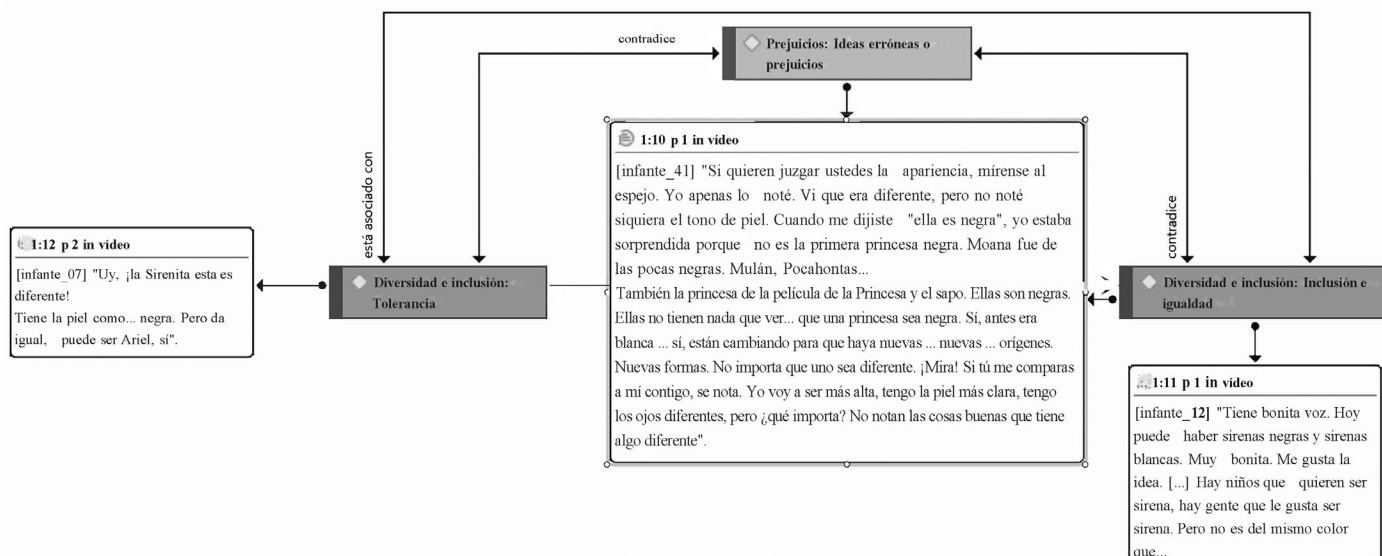 contradice
Prejuicios: Ideas erróneas o
prejuicios
está asociado con
contradice
1:10 p 1 in vídeo
[infante_41] "Si quieren juzgar ustedes la apariencia, mírense al
espejo. Yo apenas lo noté. Vi que era diferente, pero no noté
siquiera el tono de piel. Cuando me dijiste "ella es negra", yo estaba
sorprendida porque no es la primera princesa negra. Moana fue de
las pocas negras. Mulán, Pocahontas...
También la princesa de la película de la Princesa y el sapo. Ellas son negras.
Ellas no tienen nada que ver... que una princesa sea negra. Sí, antes era
blanca ... sí, están cambiando para que haya nuevas ... nuevas ... orígenes.
Nuevas formas. No importa que uno sea diferente. ¡Mira! Si tú me comparas
a mí contigo, se nota. Yo voy a ser más alta, tengo la piel más clara, tengo
los ojos diferentes, pero ¿qué importa? No notan las cosas buenas que tiene
algo diferente".
1:12 p 2 in vídeo
[infante_07] "Uy, ¡la Sirenita esta es
diferente!
Tiene la piel como... negra. Pero da
igual, puede ser Ariel, sí".
Diversidad e inclusión:
Tolerancia
Diversidad e inclusión: Inclusión e
igualdad
1:11 p 1 in vídeo
[infante_12] "Tiene bonita voz. Hoy
puede haber sirenas negras y sirenas
blancas. Muy bonita. Me gusta la
idea. [...] Hay niños que quieren ser
sirena, hay gente que le gusta ser
sirena. Pero no es del mismo color
que...